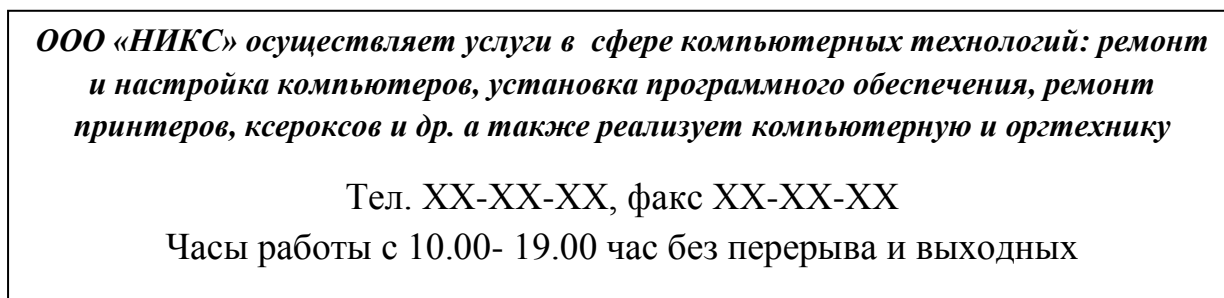 ООО «НИКС» осуществляет услуги в  сфере компьютерных технологий: ремонт
и настройка компьютеров, установка программного обеспечения, ремонт
принтеров, ксероксов и др. а также реализует компьютерную и оргтехнику
Тел. ХХ-ХХ-ХХ, факс ХХ-ХХ-ХХ
Часы работы с 10.00- 19.00 час без перерыва и выходных